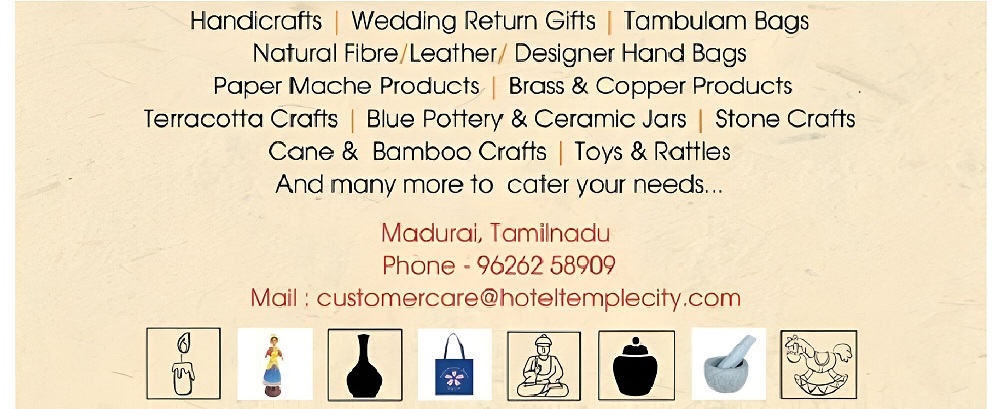 Handicrafts | Wedding Return Gifts | Tambulam Bags
Natural Fibre/Leather/ Designer Hand Bags
Paper Mache Products | Brass & Copper Products
Terracotta Crafts | Blue Pottery & Ceramic Jars | Stone Crafts
Cane & Bamboo Crafts | Toys & Rattles
And many more to cater your needs...
Madurai, Tamilnadu
Phone - 96262 58909
Mail : customercare@hoteltemplecity.com